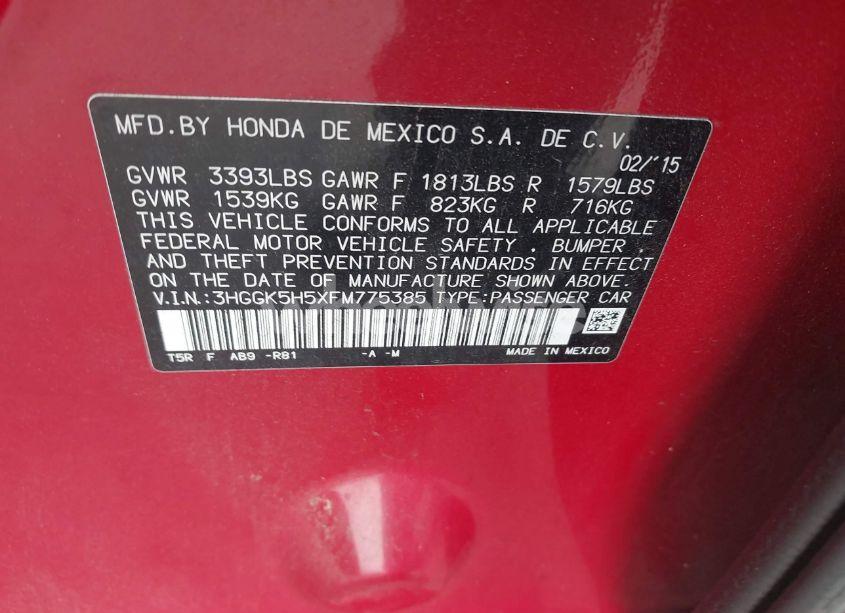 MFD.BY HONDA DE MEXICO S.A. DE C.V.
02/'15
GVWR 3393LBS GAWR F 1813LBS R 1579LBS
GVWR 1539KG GAWR F 823KG R 716KG
THIS VEHICLE CONFORMS TO ALL APPLICABLE
FEDERAL MOTOR VEHICLE SAFETY , BUMPER ,
AND THEFT PREVENTION STANDARDS IN EFFECT
ON THE DATE OF MANUFACTURE SHOWN ABOVE.
V.I.N:3HGGK5H5XFM775385 TYPE:PASSENGER CAR
T5R F AB9 -R81 -A -M MADE IN MEXICO